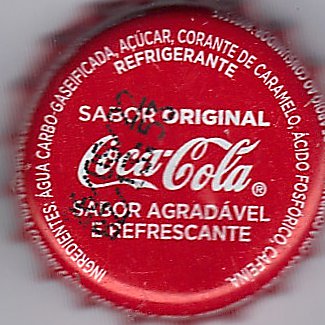 INGREDIENTES: ÁGUA CARBO-GASEIFICADA, AÇÚCAR, CORANTE DE CARAMELO, ÁCIDO FOSFÓRICO, CAFEÍNA
REFRIGERANTE
SABOR ORIGINAL
Coca-Cola®
SABOR AGRADÁVEL
E REFRESCANTE